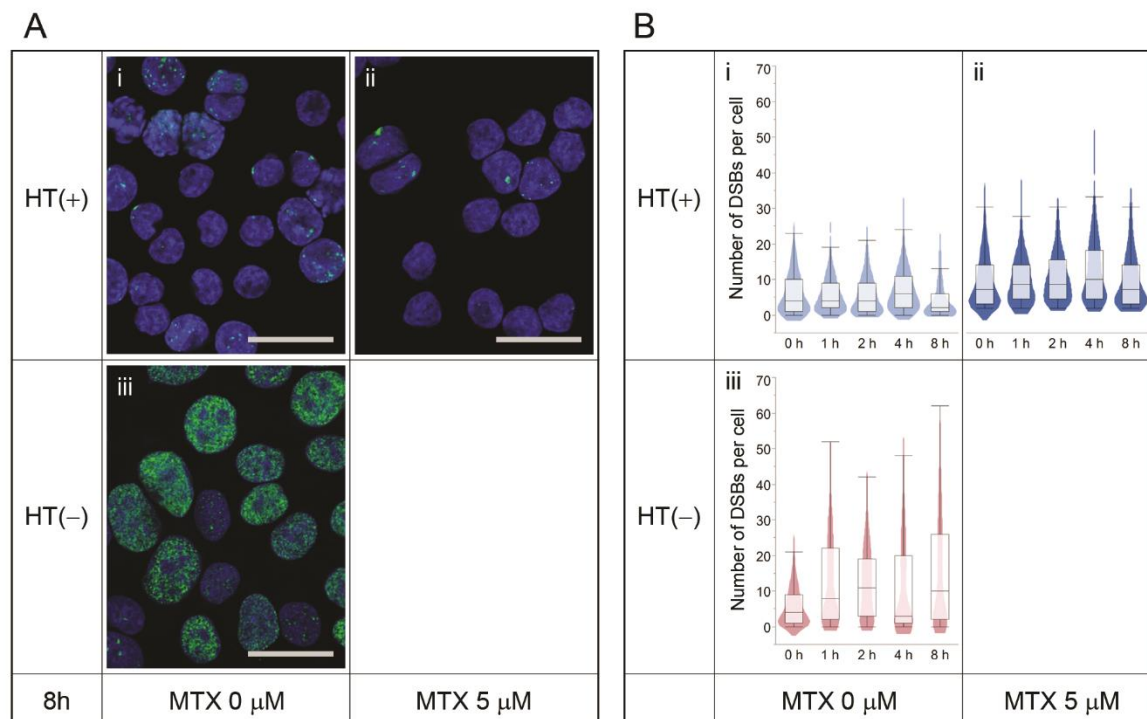 A
B
HT(+)
i
ii
HT(−)
iii
8h
MTX 0 μM
MTX 5 μM
HT(+)
i
Number of DSBs per cell
70
60
50
40
30
20
10
0
0 h 1 h 2 h 4 h 8 h
ii
0 h 1 h 2 h 4 h 8 h
HT(−)
iii
Number of DSBs per cell
70
60
50
40
30
20
10
0
0 h 1 h 2 h 4 h 8 h
MTX 0 μM
MTX 5 μM